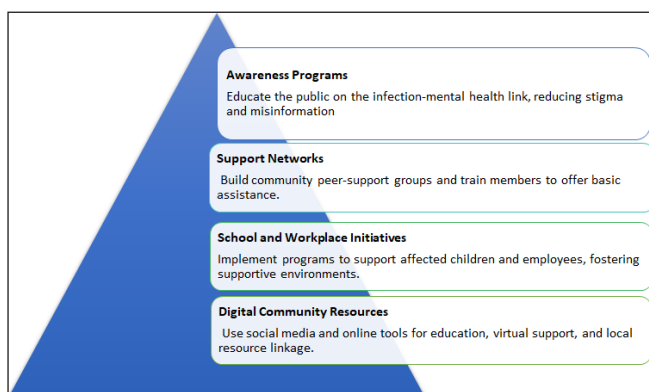 Awareness Programs
Educate the public on the infection-mental health link, reducing stigma
and misinformation
Support Networks
Build community peer-support groups and train members to offer basic
assistance.
School and Workplace Initiatives
Implement programs to support affected children and employees, fostering
supportive environments.
Digital Community Resources
Use social media and online tools for education, virtual support, and local
resource linkage.